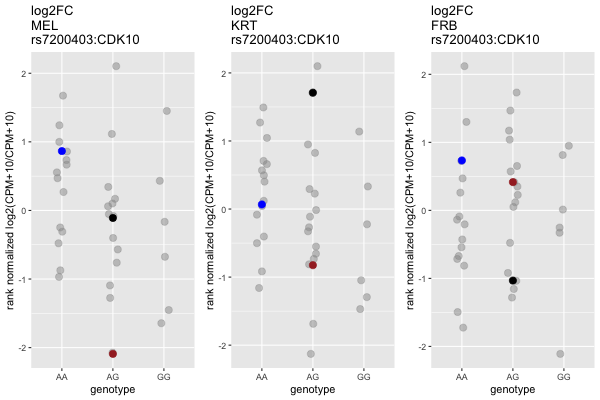 log2FC
MEL
rs7200403:CDK10
rank normalized log2(CPM+10/CPM+10)
2
1
0
-1
-2
AA AG GG
genotype
log2FC
KRT
rs7200403:CDK10
rank normalized log2(CPM+10/CPM+10)
2
1
0
-1
-2
AA AG GG
genotype
log2FC
FRB
rs7200403:CDK10
rank normalized log2(CPM+10/CPM+10)
2
1
0
-1
-2
AA AG GG
genotype